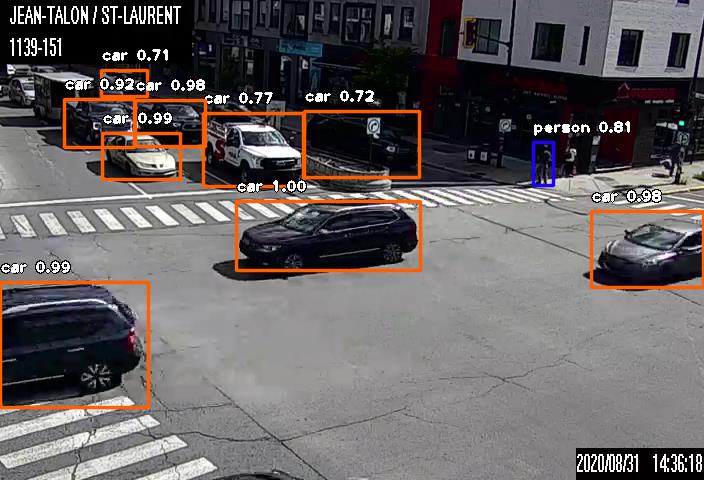 JEAN-TALON / ST-LAURENT
1139-151
car 0.71
car 0.92
car 0.98
car 0.99
car 0.77
car 0.72
person 0.81
car 1.00
car 0.98
car 0.99
2020/08/31 14:36:18